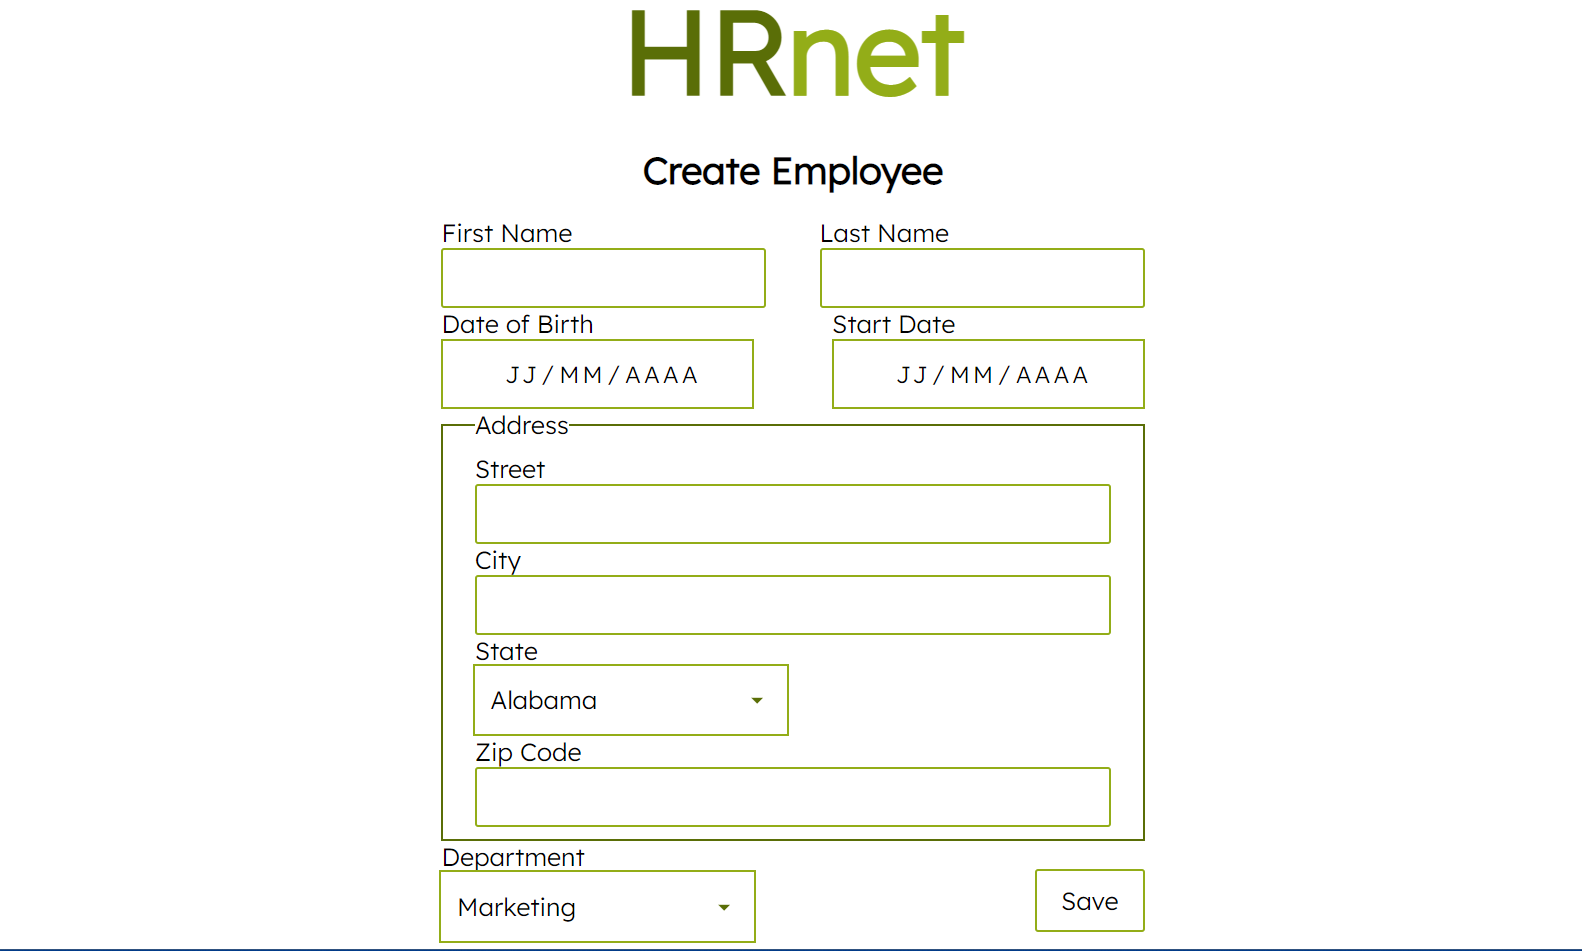 HRnet
Create Employee
First Name Last Name
Date of Birth Start Date
JJ/MM/AAAA JJ/MM/AAAA
Address
Street
City
State
Alabama
Zip Code
Department
Marketing Save